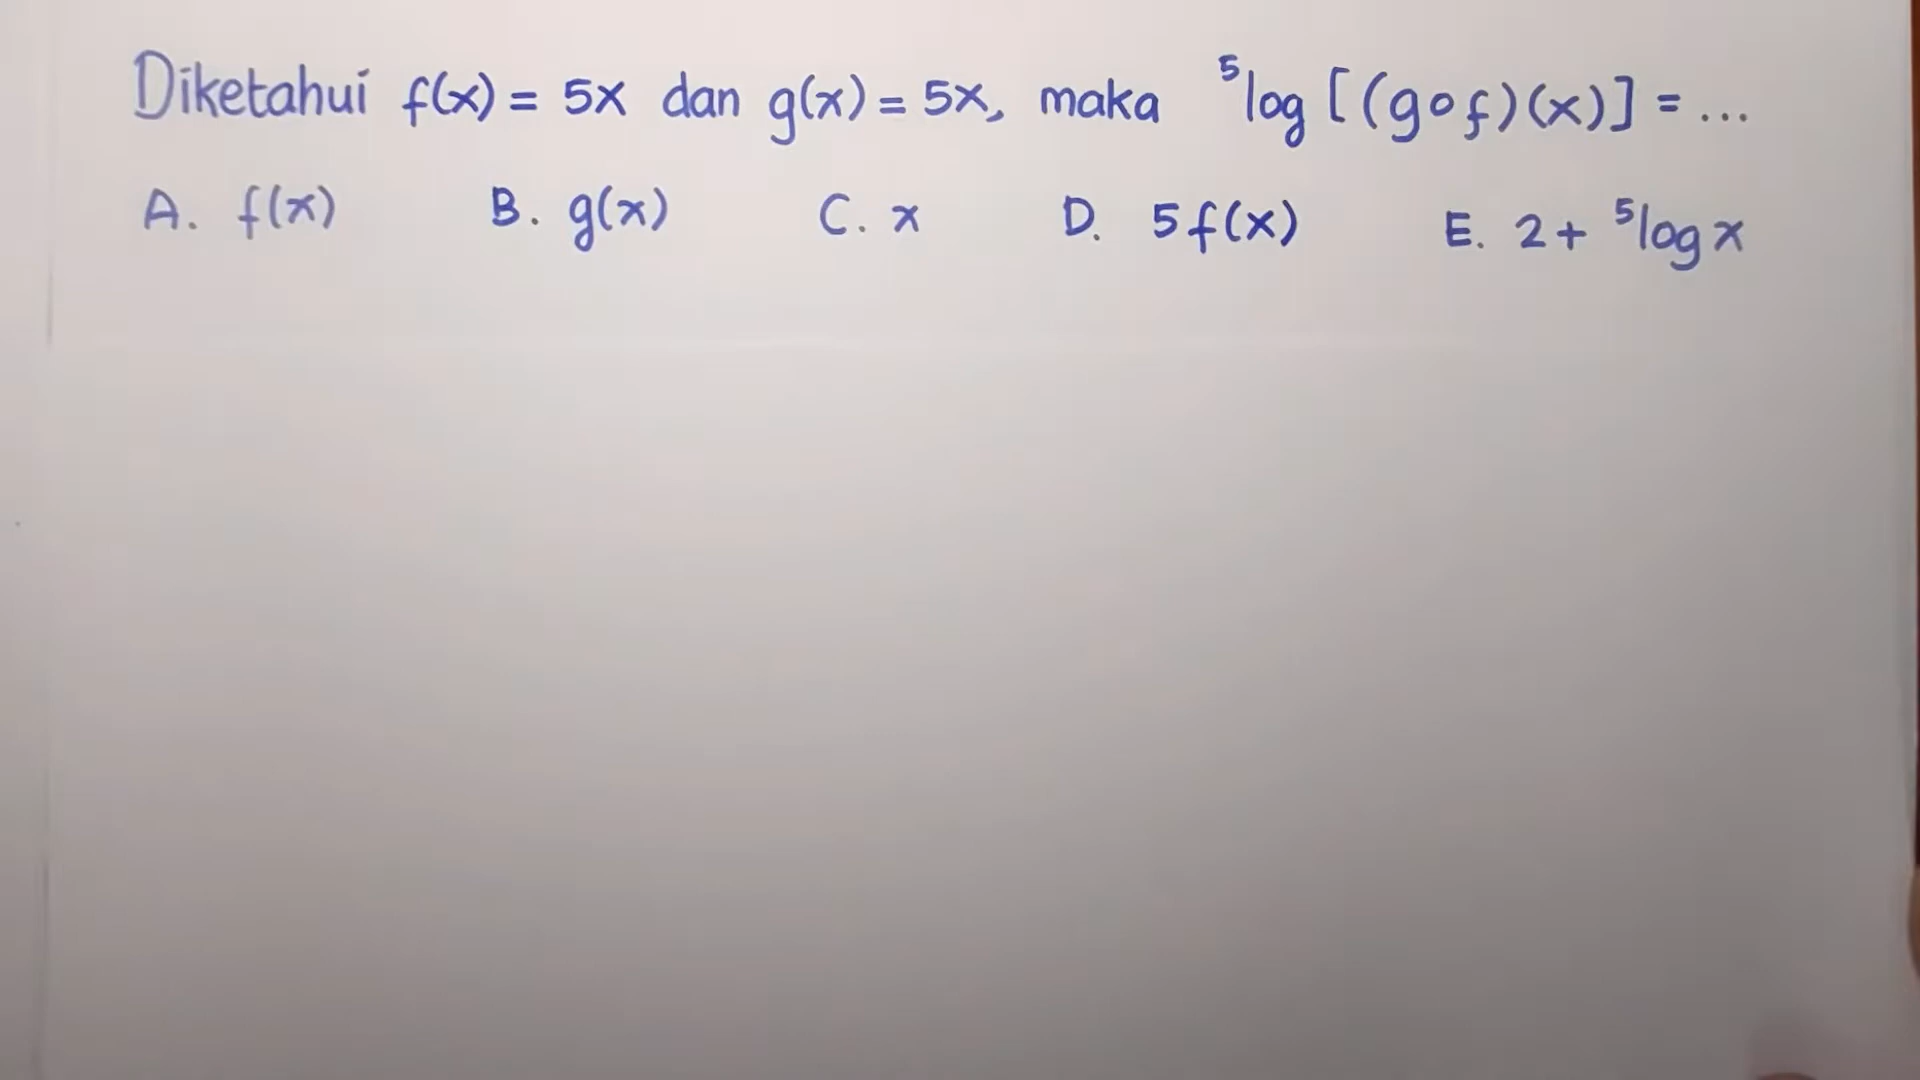 Diketahui f(x) = 5x dan g(x) = 5x, maka ⁵log [(g∘f)(x)] = ...
A. f(x) B. g(x) C. x D. 5f(x) E. 2 + ⁵log x